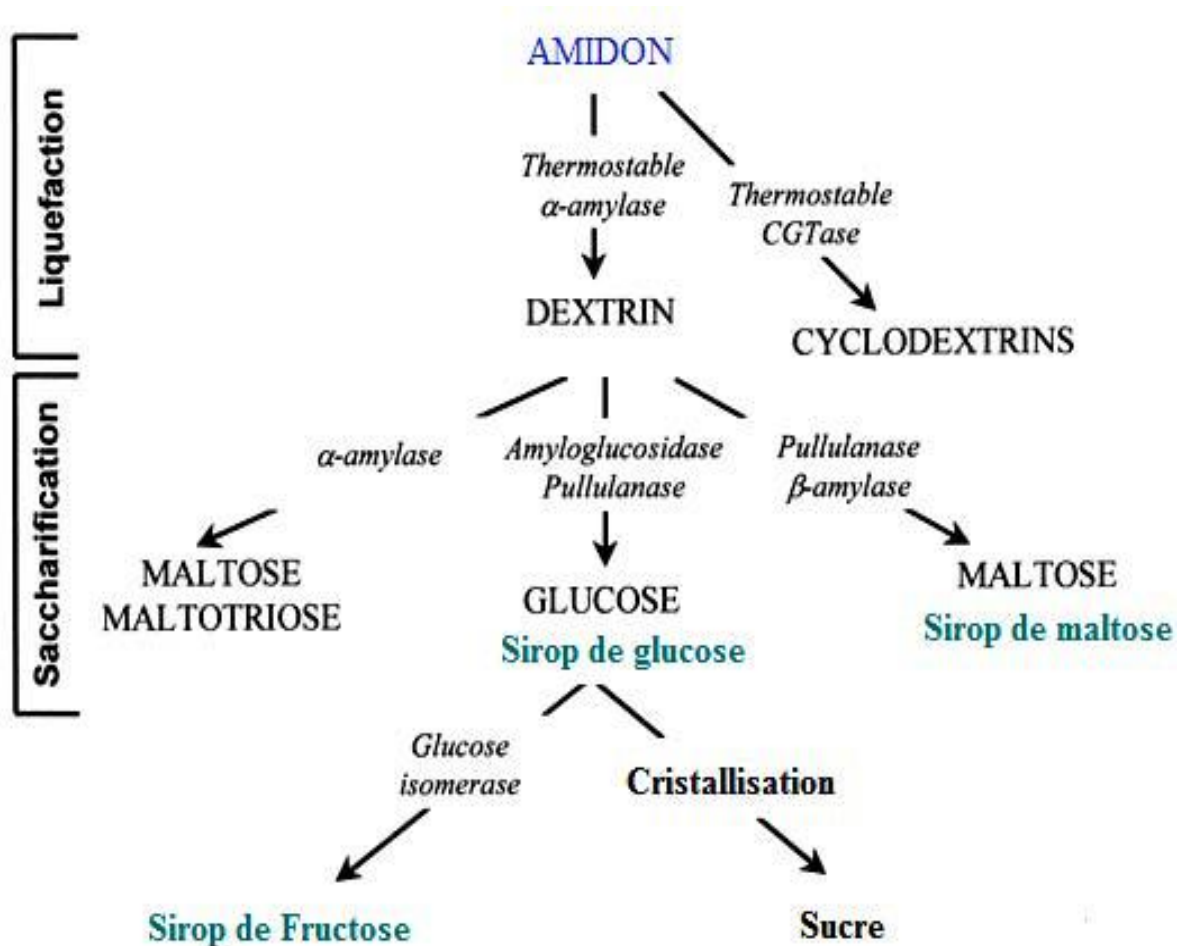 AMIDON
Liquefaction
Thermostable
α-amylase
Thermostable
CGTase
DEXTRIN
CYCLODEXTRINS
Saccharification
α-amylase
Amyloglucosidase
Pullulanase
Pullulanase
β-amylase
MALTOSE
MALTOTRIOSE
GLUCOSE
Sirop de glucose
MALTOSE
Sirop de maltose
Glucose
isomerase
Cristallisation
Sirop de Fructose
Sucre